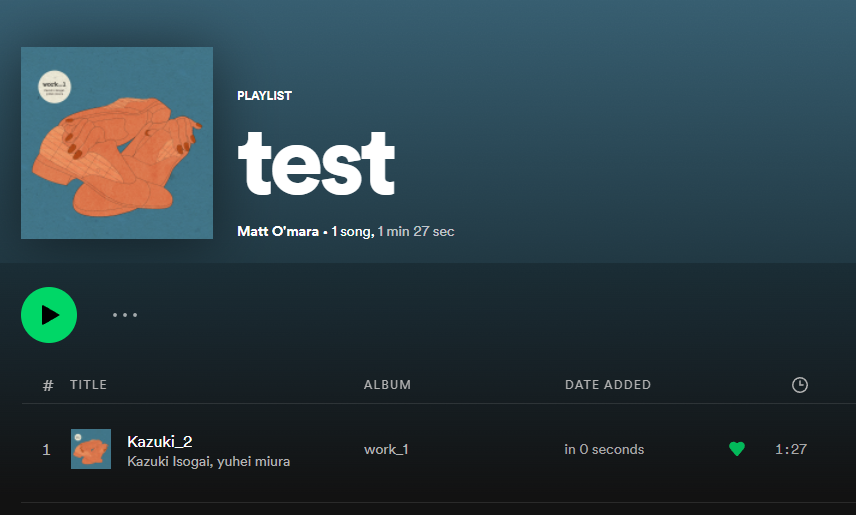 work_1
PLAYLIST
test
Matt O'mara • 1 song, 1 min 27 sec
# TITLE ALBUM DATE ADDED
1 Kazuki_2 work_1 in 0 seconds 1:27
Kazuki Isogai, yuhei miura